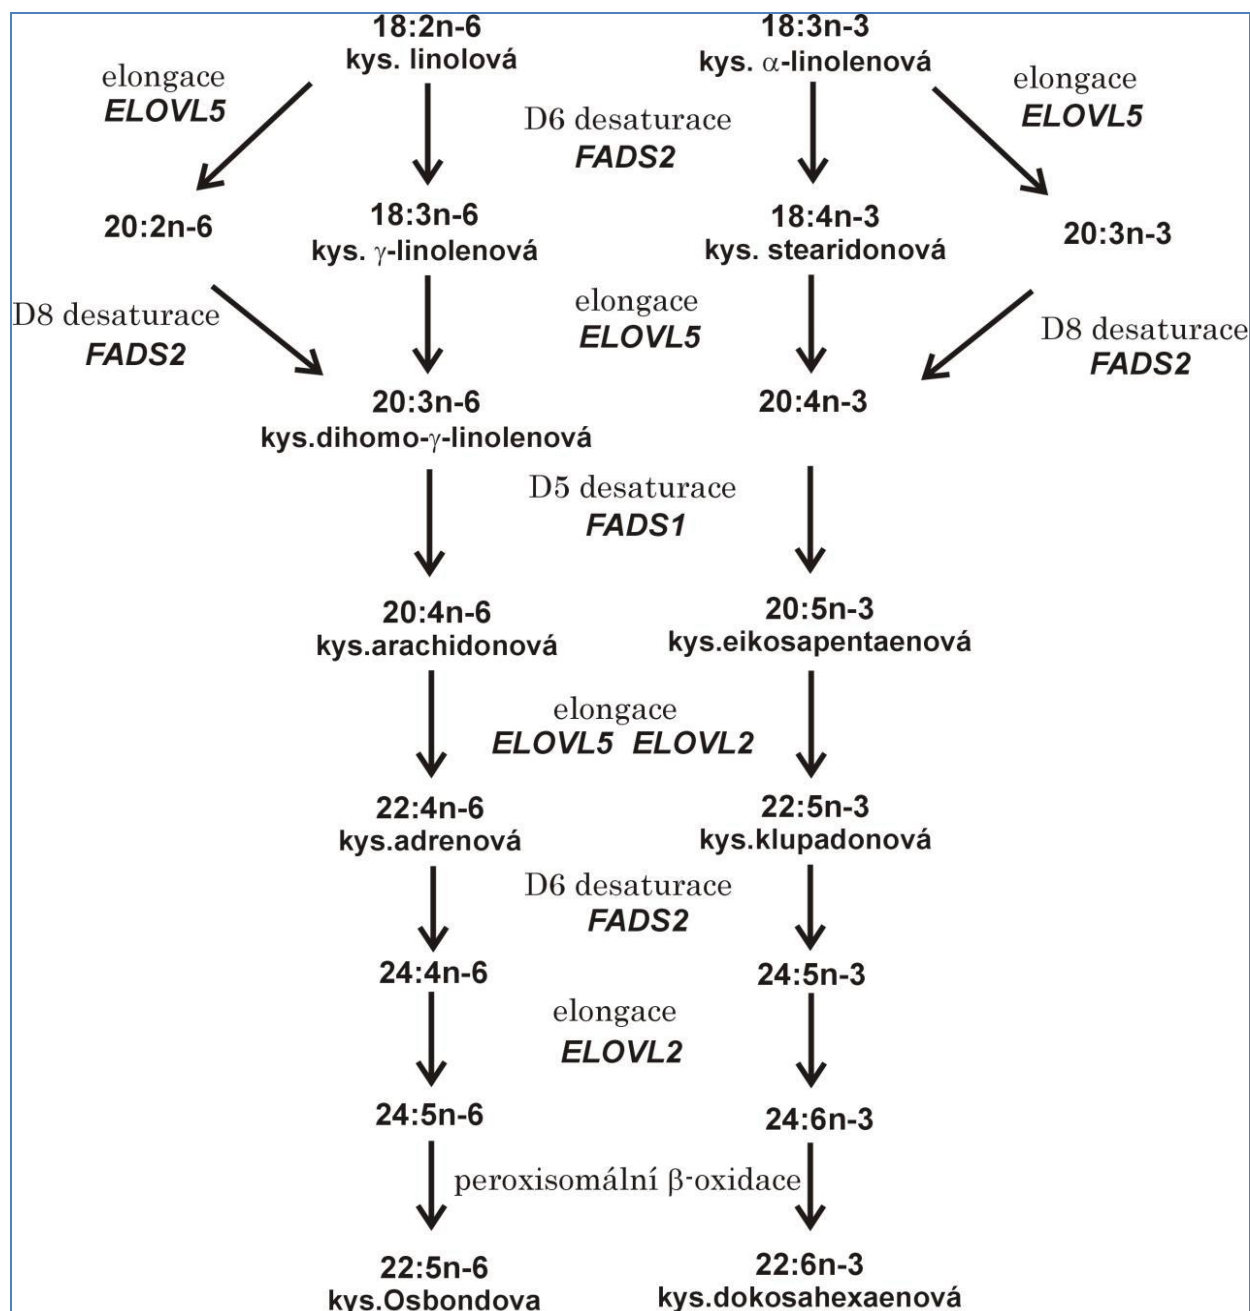 18:2n-6
kys. linolová
18:3n-3
kys. α-linolenová
elongace
ELOVL5
D6 desaturace
FADS2
elongace
ELOVL5
20:2n-6
18:3n-6
kys. γ-linolenová
18:4n-3
kys. stearidonová
20:3n-3
D8 desaturace
FADS2
elongace
ELOVL5
D8 desaturace
FADS2
20:3n-6
kys.dihomo-γ-linolenová
20:4n-3
D5 desaturace
FADS1
20:4n-6
kys.arachidonová
20:5n-3
kys.eikosapentaenová
elongace
ELOVL5 ELOVL2
22:4n-6
kys.adrenová
22:5n-3
kys.klupadonová
D6 desaturace
FADS2
24:4n-6
24:5n-3
elongace
ELOVL2
24:5n-6
24:6n-3
peroxisomální β-oxidace
22:5n-6
kys.Osbondova
22:6n-3
kys.dokosahexaenová